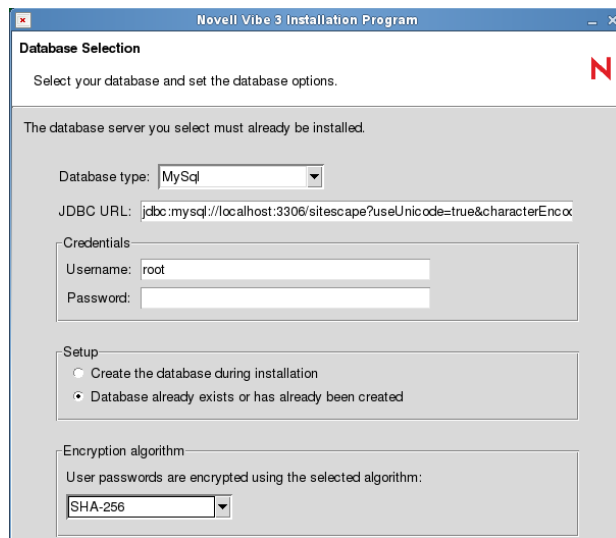 Novell Vibe 3 Installation Program
Database Selection
Select your database and set the database options.
N
The database server you select must already be installed.
Database type: MySql
JDBC URL: jdbc:mysql://localhost:3306/sitescape?useUnicode=true&characterEncod
Credentials
Username: root
Password:
Setup
Create the database during installation
Database already exists or has already been created
Encryption algorithm
User passwords are encrypted using the selected algorithm:
SHA-256